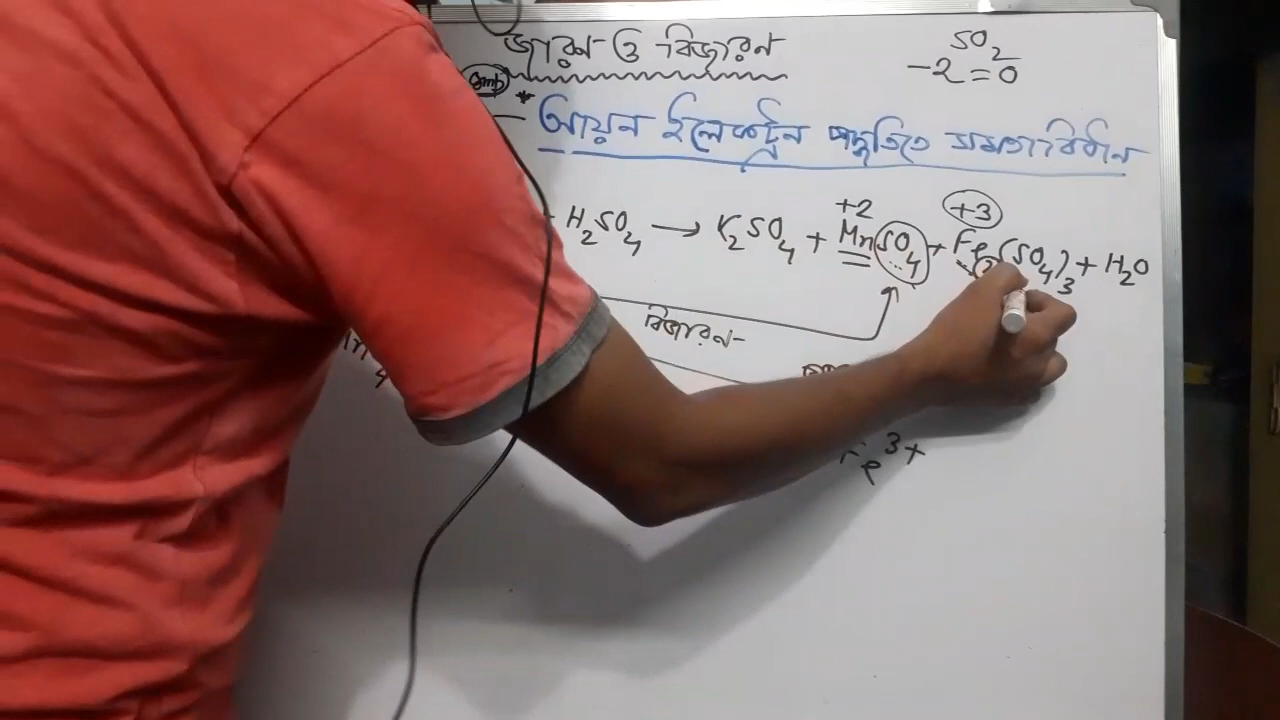 জারণ ও বিজারণ
SO2
-2 = 0
* আয়ন ইলেকট্রন পদ্ধতিতে সমতাবিধান
+2 +3
H2SO4 → K2SO4 + MnSO4 + Fe2(SO4)3 + H2O
বিজারণ
4
Fe3+